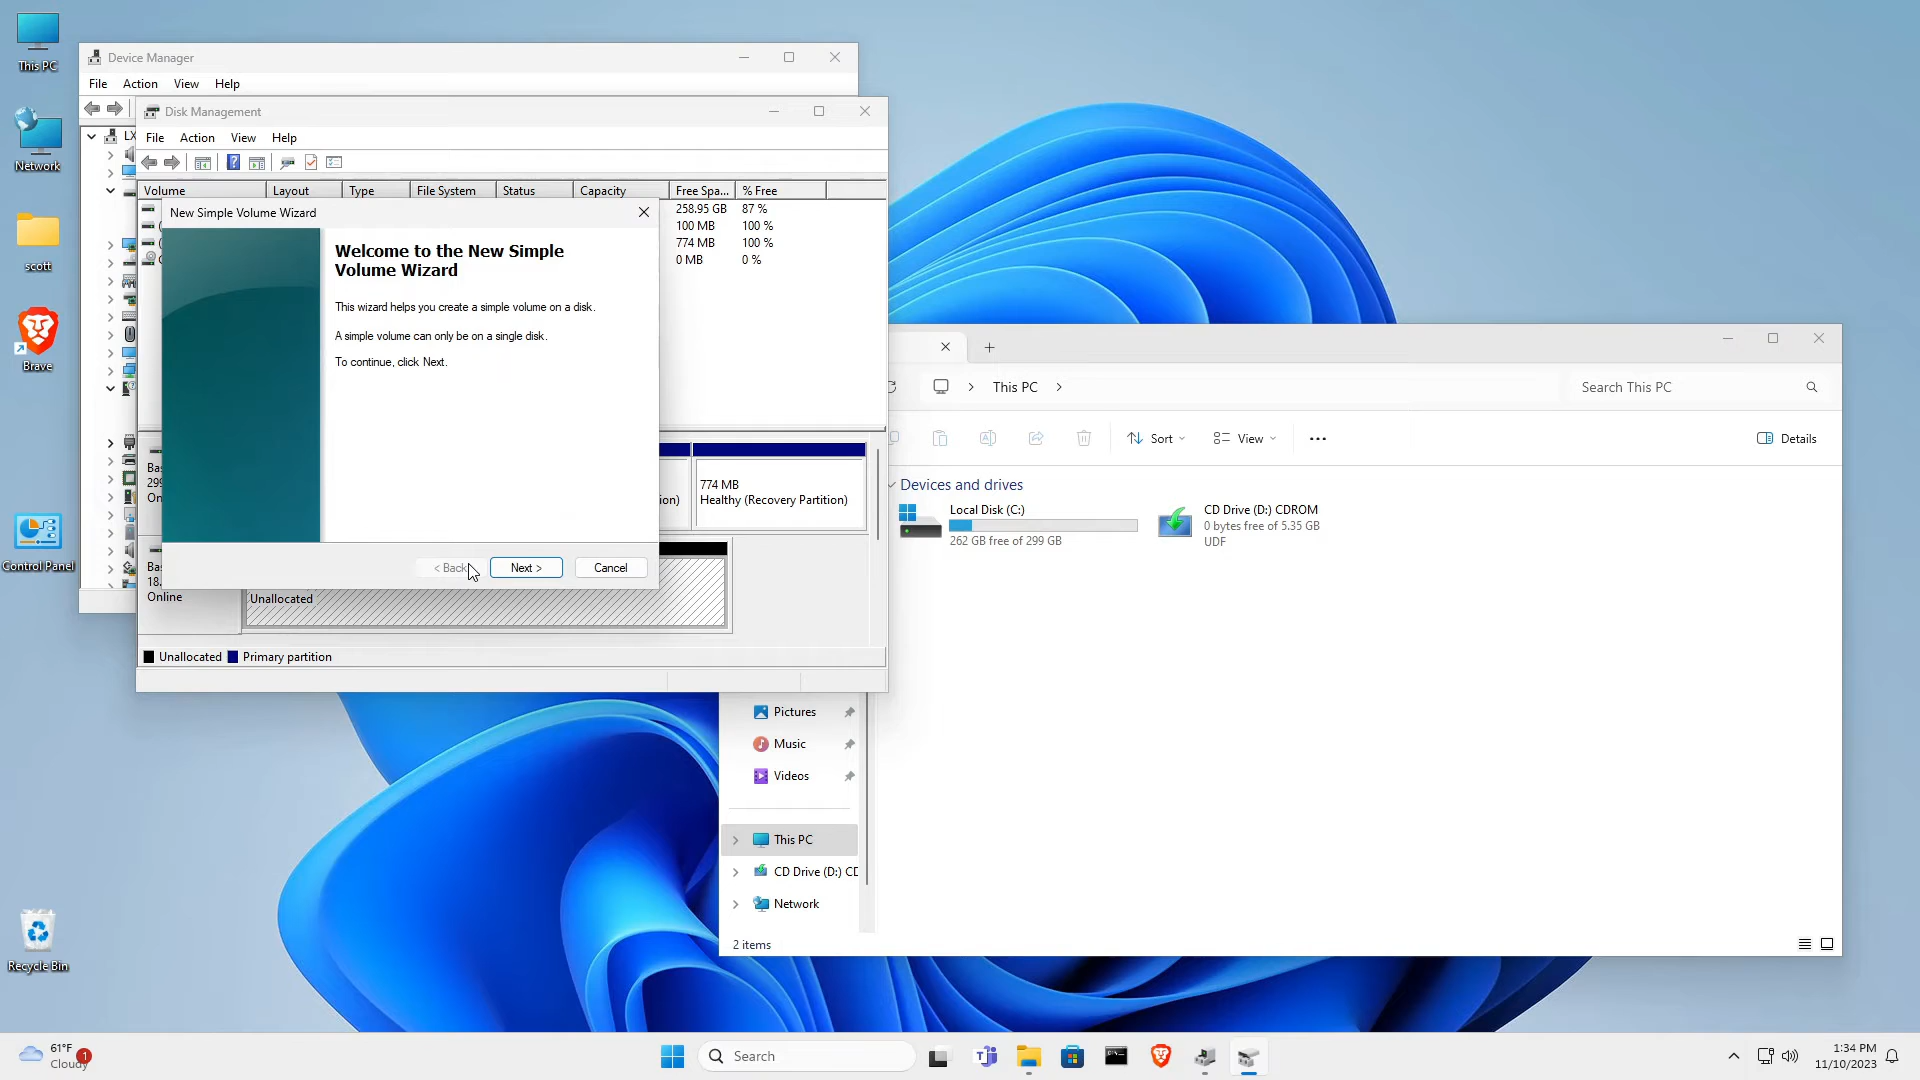 This PC
Network
scott
Brave
Control Panel
Recycle Bin
Device Manager
File Action View Help
Disk Management
File Action View Help
Volume Layout Type File System Status Capacity Free Spa... % Free
258.95 GB 87 %
100 MB 100 %
774 MB 100 %
0 MB 0 %
New Simple Volume Wizard
Welcome to the New Simple
Volume Wizard
This wizard helps you create a simple volume on a disk.
A simple volume can only be on a single disk.
To continue, click Next.
< Back Next > Cancel
774 MB
Healthy (Recovery Partition)
Online
Unallocated
Unallocated Primary partition
This PC
Search This PC
Sort View ... Details
Devices and drives
Local Disk (C:)
262 GB free of 299 GB
CD Drive (D:) CDROM
0 bytes free of 5.35 GB
UDF
Pictures
Music
Videos
This PC
CD Drive (D:) CD
Network
2 items
61°F
Cloudy
1
Search
1:34 PM
11/10/2023